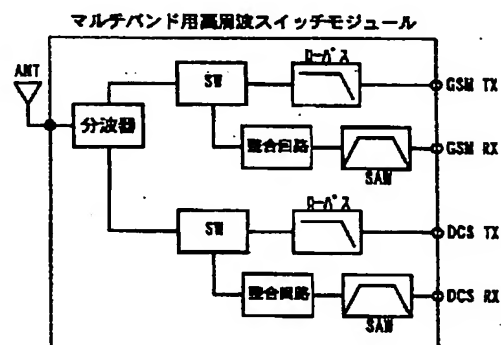 マルチバンド用高周波スイッチモジュール
ANT
分波器
SW
ローパス
GSM TX
整合回路
SAW
GSM RX
SW
ローパス
DCS TX
整合回路
SAW
DCS RX